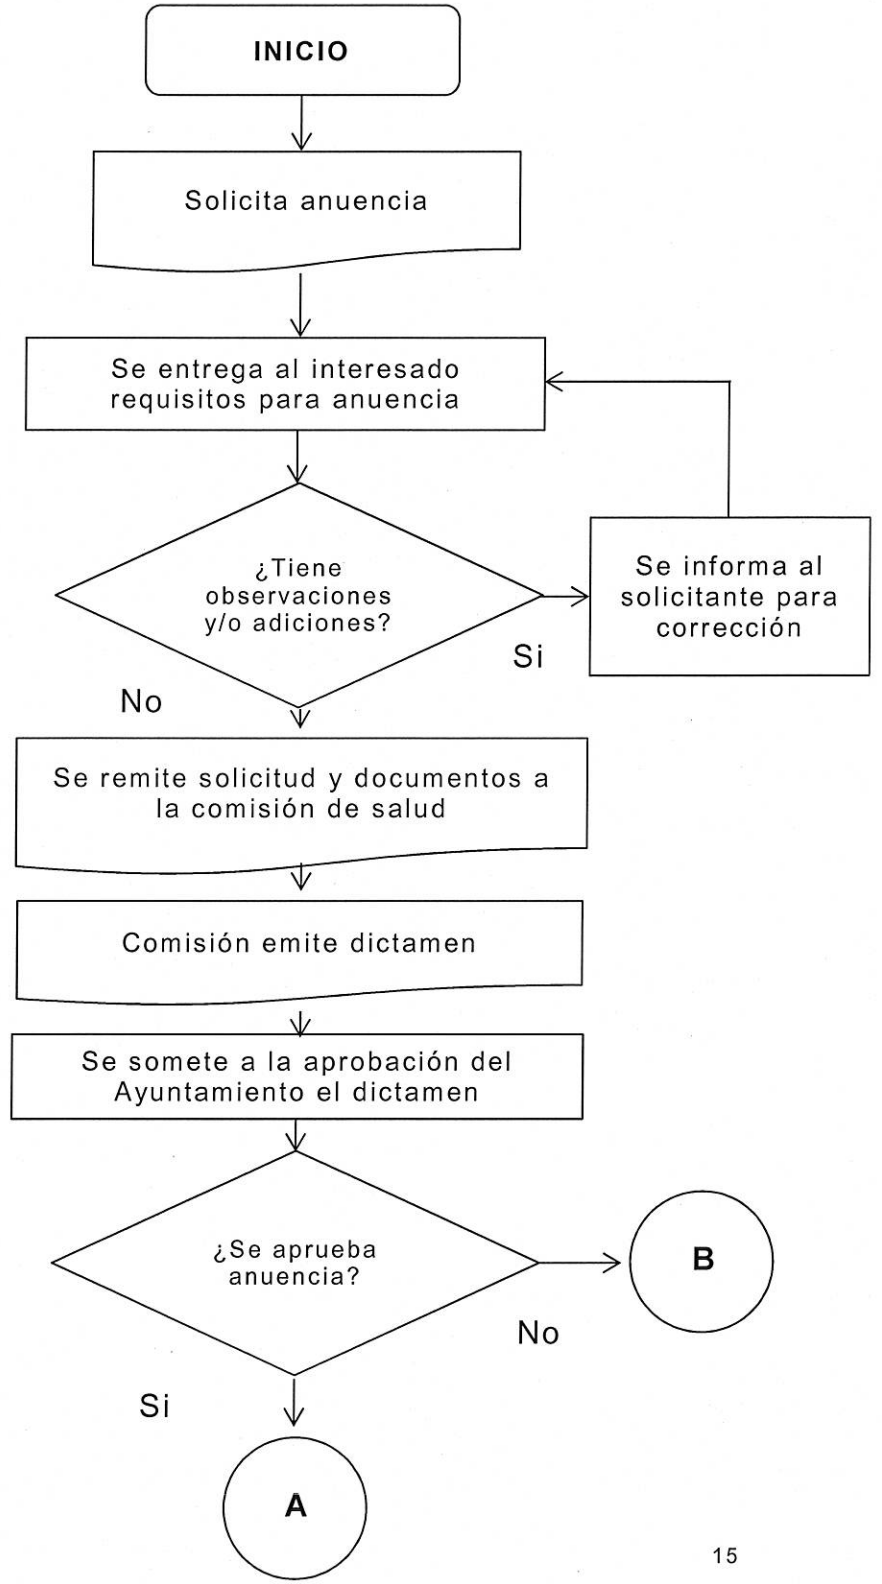 INICIO
Solicita anuencia
Se entrega al interesado
requisitos para anuencia
¿Tiene
observaciones
y/o adiciones?
Si
Se informa al
solicitante para
corrección
No
Se remite solicitud y documentos a
la comisión de salud
Comisión emite dictamen
Se somete a la aprobación del
Ayuntamiento el dictamen
¿Se aprueba
anuencia?
B
No
Si
A
15